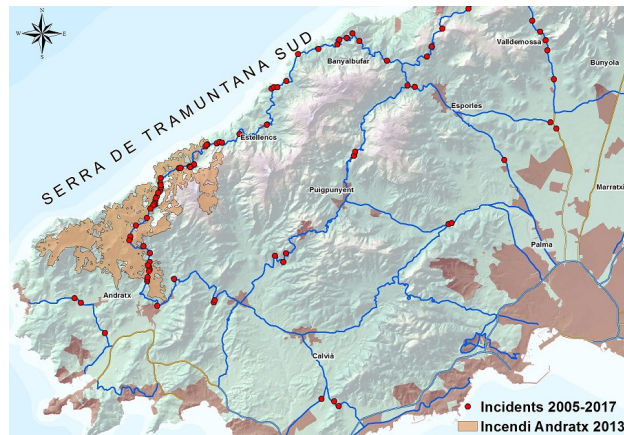 N
W
E
S
SERRA DE TRAMUNTANA SUD
Valldemossa
Banyalbufar
Bunyola
Esporles
Estellencs
Puigpunyent
Marratxí
Palma
Andratx
Calvià
Incidents 2005-2017
Incendi Andratx 2013